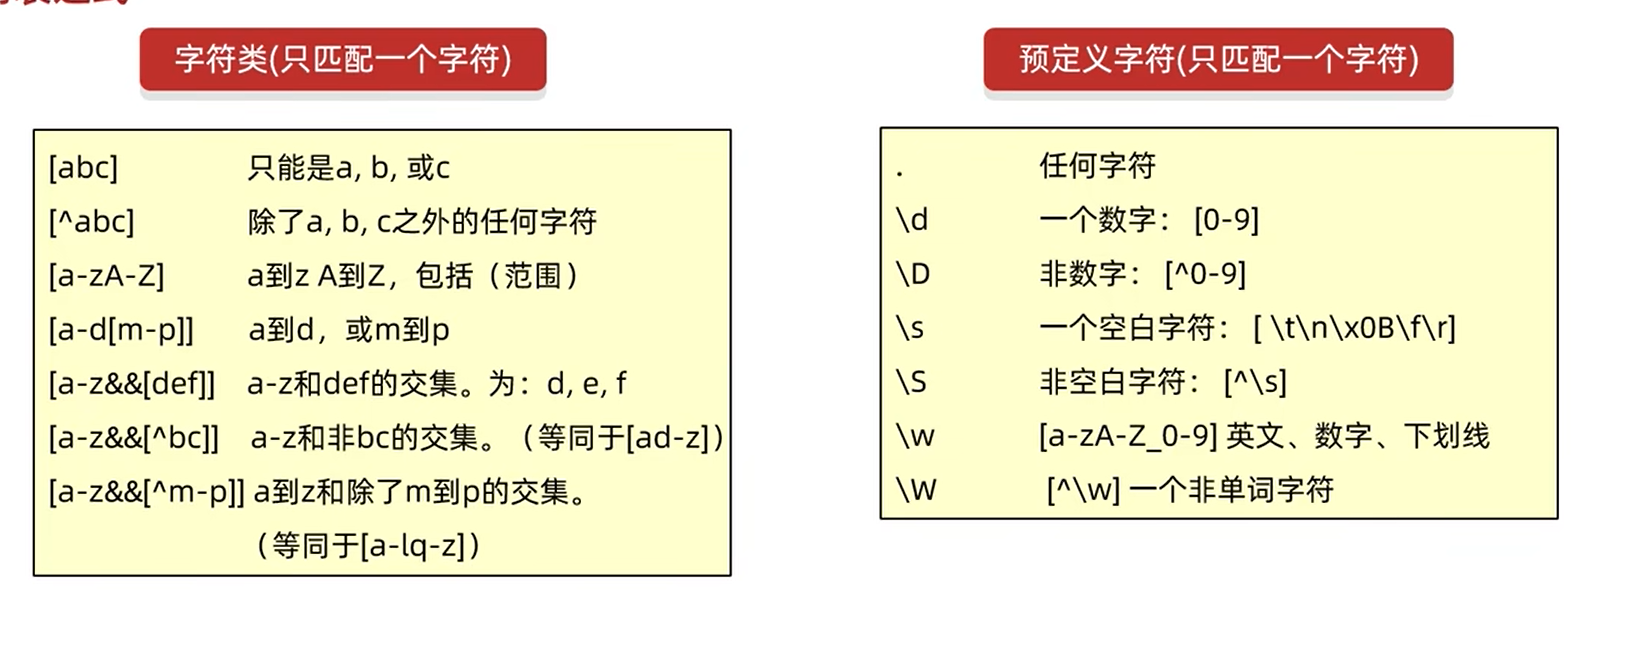 字符类(只匹配一个字符)
[abc] 只能是a, b, 或c
[^abc] 除了a, b, c之外的任何字符
[a-zA-Z] a到z A到Z，包括（范围）
[a-d[m-p]] a到d，或m到p
[a-z&&[def]] a-z和def的交集。为：d, e, f
[a-z&&[^bc]] a-z和非bc的交集。（等同于[ad-z]）
[a-z&&[^m-p]] a到z和除了m到p的交集。
（等同于[a-lq-z]）
预定义字符(只匹配一个字符)
. 任何字符
\d 一个数字： [0-9]
\D 非数字： [^0-9]
\s 一个空白字符： [ \t\n\x0B\f\r]
\S 非空白字符： [^\s]
\w [a-zA-Z_0-9] 英文、数字、下划线
\W [^\w] 一个非单词字符